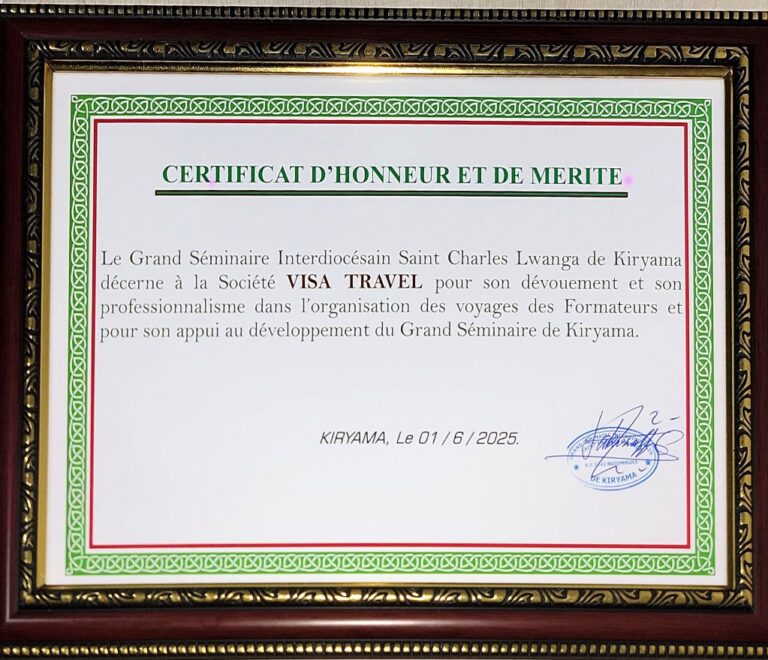 CERTIFICAT D'HONNEUR ET DE MERITE
Le Grand Séminaire Interdiocésain Saint Charles Lwanga de Kiryama
décerne à la Société VISA TRAVEL pour son dévouement et son
professionnalisme dans l'organisation des voyages des Formateurs et
pour son appui au développement du Grand Séminaire de Kiryama.
KIRYAMA, Le 01 / 6 / 2025.
DE KIRYAMA